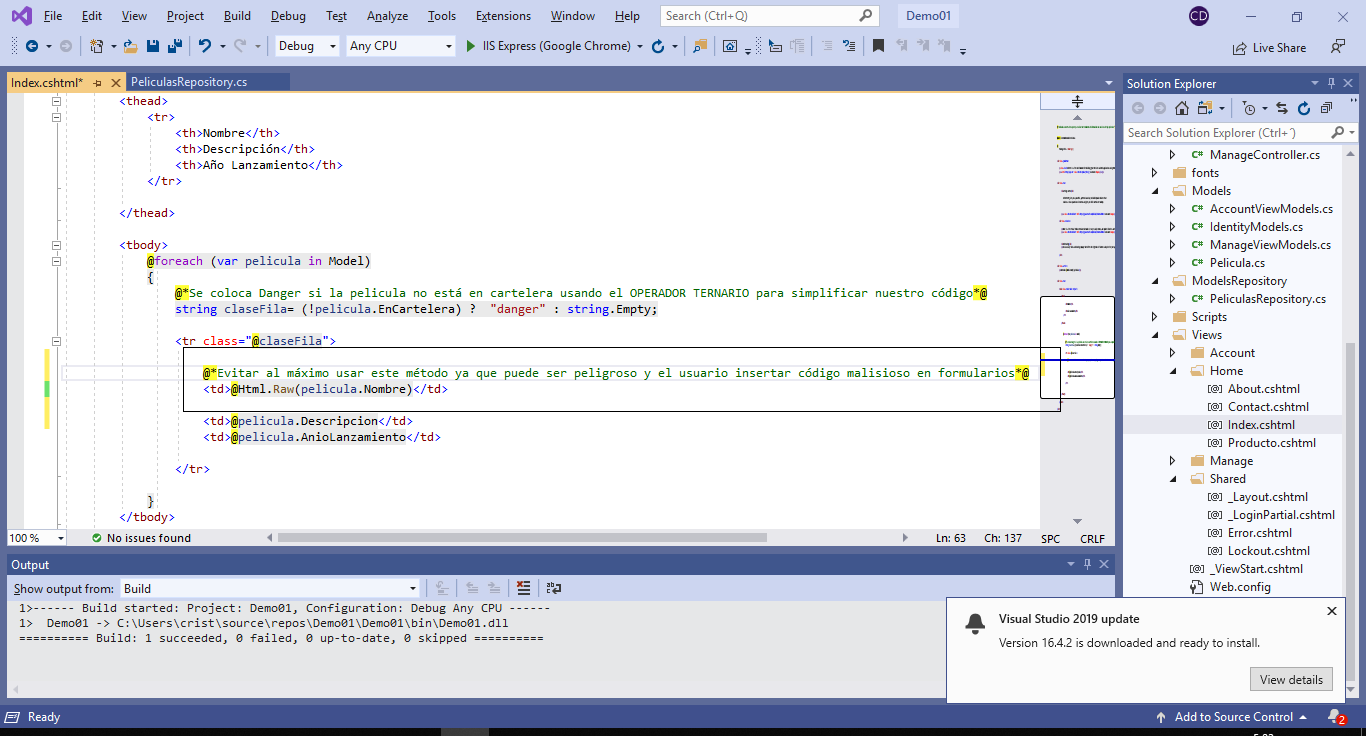 File Edit View Project Build Debug Test Analyze Tools Extensions Window Help Search (Ctrl+Q) Demo01 CD
Debug Any CPU IIS Express (Google Chrome) Live Share
Index.cshtml* PeliculasRepository.cs
<thead>
<tr>
<th>Nombre</th>
<th>Descripción</th>
<th>Año Lanzamiento</th>
</tr>
</thead>
<tbody>
@foreach (var pelicula in Model)
{
@*Se coloca Danger si la pelicula no está en cartelera usando el OPERADOR TERNARIO para simplificar nuestro código*@
string claseFila= (!pelicula.EnCartelera) ?  "danger" : string.Empty;
<tr class="@claseFila">
@*Evitar al máximo usar este método ya que puede ser peligroso y el usuario insertar código malisioso en formularios*@
<td>@Html.Raw(pelicula.Nombre)</td>
<td>@pelicula.Descripcion</td>
<td>@pelicula.AnioLanzamiento</td>
</tr>
}
</tbody>
100 % No issues found Ln: 63 Ch: 137 SPC CRLF
Output
Show output from: Build
1>------ Build started: Project: Demo01, Configuration: Debug Any CPU ------
1>  Demo01 -> C:\Users\crist\source\repos\Demo01\Demo01\bin\Demo01.dll
========== Build: 1 succeeded, 0 failed, 0 up-to-date, 0 skipped ==========
Solution Explorer
Search Solution Explorer (Ctrl+´)
C# ManageController.cs
fonts
Models
C# AccountViewModels.cs
C# IdentityModels.cs
C# ManageViewModels.cs
C# Pelicula.cs
ModelsRepository
C# PeliculasRepository.cs
Scripts
Views
Account
Home
About.cshtml
Contact.cshtml
Index.cshtml
Producto.cshtml
Manage
Shared
_Layout.cshtml
_LoginPartial.cshtml
Error.cshtml
Lockout.cshtml
_ViewStart.cshtml
Web.config
Visual Studio 2019 update
Version 16.4.2 is downloaded and ready to install.
View details
Ready Add to Source Control 2